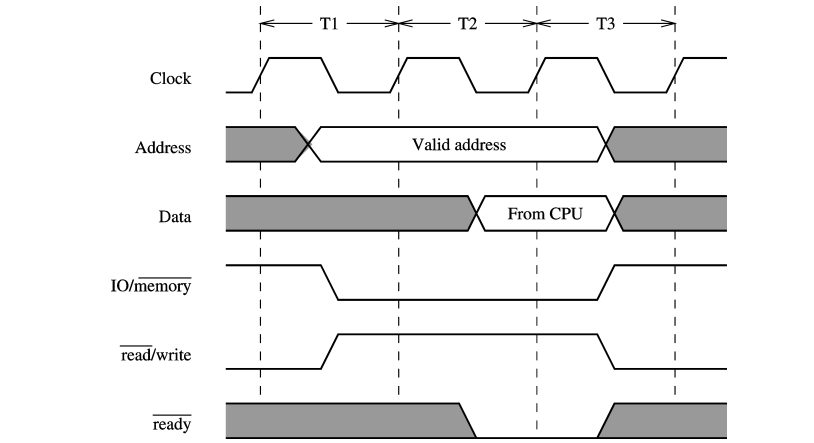 T1 T2 T3
Clock
Address Valid address
Data From CPU
IO/memory
read/write
ready